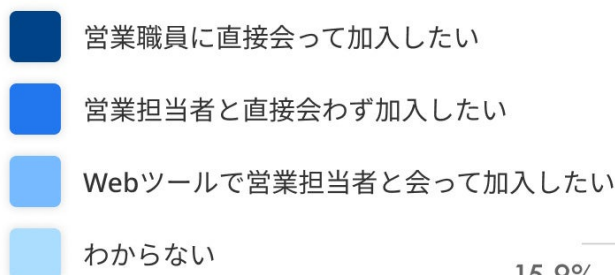 営業職員に直接会って加入したい
営業担当者と直接会わず加入したい
Webツールで営業担当者と会って加入したい
わからない